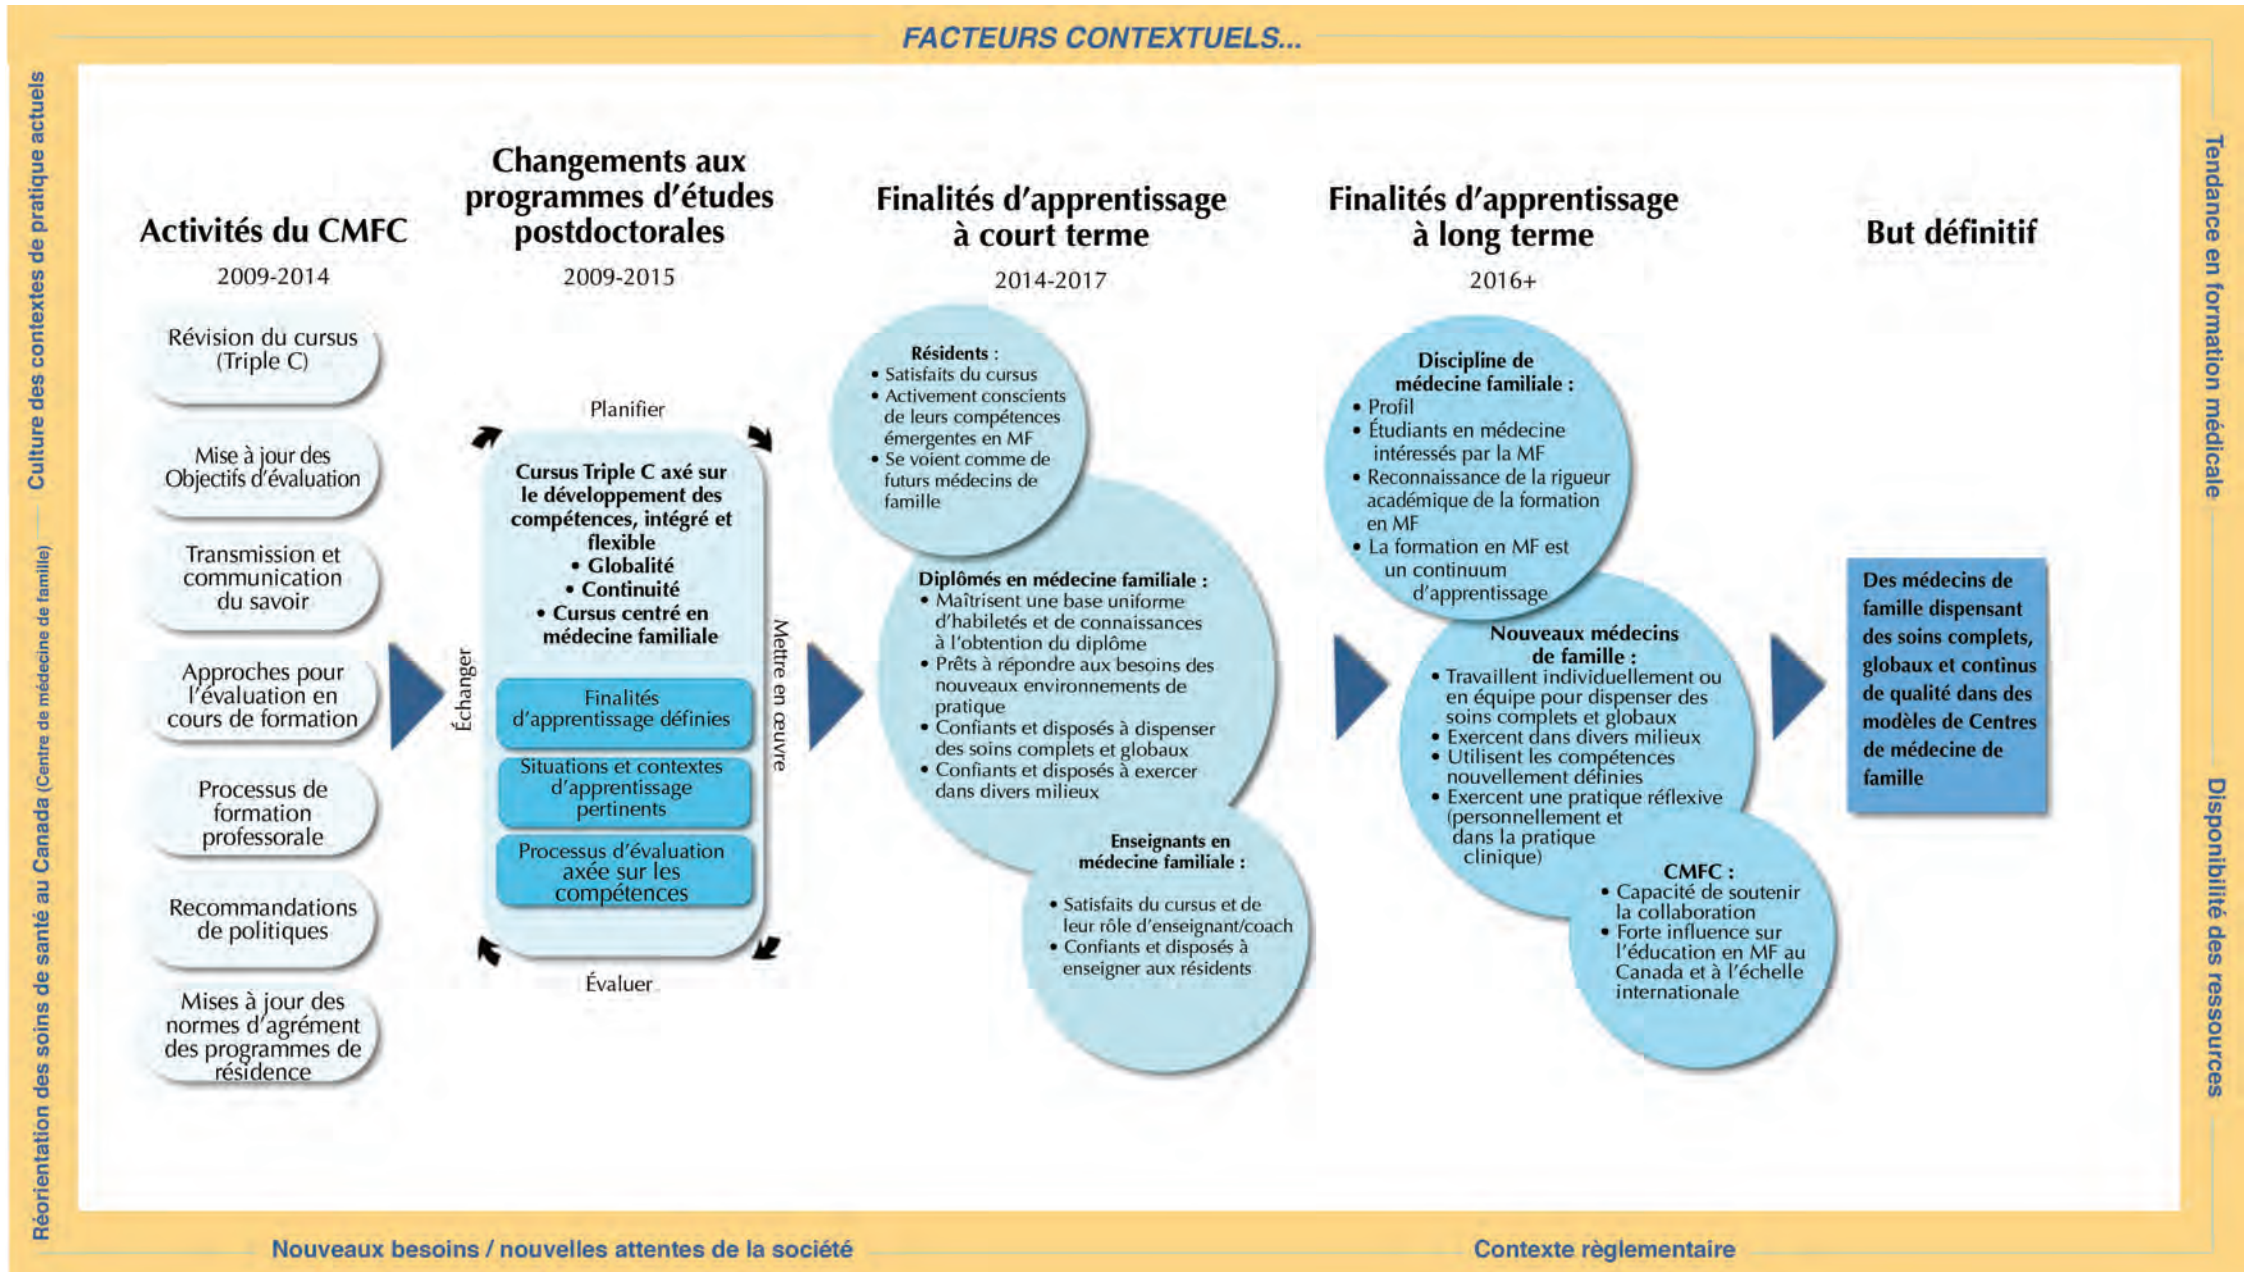 FACTEURS CONTEXTUELS...
Culture des contextes de pratique actuels
Réorientation des soins de santé au Canada (Centre de médecine de famille)
Activités du CMFC
2009-2014
Révision du cursus
(Triple C)
Mise à jour des
Objectifs d'évaluation
Transmission et
communication
du savoir
Approches pour
l'évaluation en
cours de formation
Processus de
formation
professorale
Recommandations
de politiques
Mises à jour des
normes d'agrément
des programmes de
résidence
Changements aux
programmes d'études
postdoctorales
2009-2015
Planifier
Échanger
Cursus Triple C axé sur
le développement des
compétences, intégré et
flexible
• Globalité
• Continuité
• Cursus centré en
médecine familiale
Finalités
d'apprentissage définies
Situations et contextes
d'apprentissage
pertinents
Processus d'évaluation
axée sur les
compétences
Mettre en œuvre
Évaluer
Finalités d'apprentissage
à court terme
2014-2017
Résidents :
• Satisfaits du cursus
• Activement conscients
de leurs compétences
émergentes en MF
• Se voient comme de
futurs médecins de
famille
Diplômés en médecine familiale :
• Maîtrisent une base uniforme
d'habiletés et de connaissances
à l'obtention du diplôme
• Prêts à répondre aux besoins des
nouveaux environnements de
pratique
• Confiants et disposés à dispenser
des soins complets et globaux
• Confiants et disposés à exercer
dans divers milieux
Enseignants en
médecine familiale :
• Satisfaits du cursus et de
leur rôle d'enseignant/coach
• Confiants et disposés à
enseigner aux résidents
Finalités d'apprentissage
à long terme
2016+
Discipline de
médecine familiale :
• Profil
• Étudiants en médecine
intéressés par la MF
• Reconnaissance de la rigueur
académique de la formation
en MF
• La formation en MF est
un continuum
d'apprentissage
Nouveaux médecins
de famille :
• Travaillent individuellement ou
en équipe pour dispenser des
soins complets et globaux
• Exercent dans divers milieux
• Utilisent les compétences
nouvellement définies
• Exercent une pratique réflexive
(personnellement et
dans la pratique
clinique)
CMFC :
• Capacité de soutenir
la collaboration
• Forte influence sur
l'éducation en MF au
Canada et à l'échelle
internationale
But définitif
Des médecins de
famille dispensant
des soins complets,
globaux et continus
de qualité dans des
modèles de Centres
de médecine de
famille
Tendance en formation médicale
Disponibilité des ressources
Nouveaux besoins / nouvelles attentes de la société
Contexte règlementaire